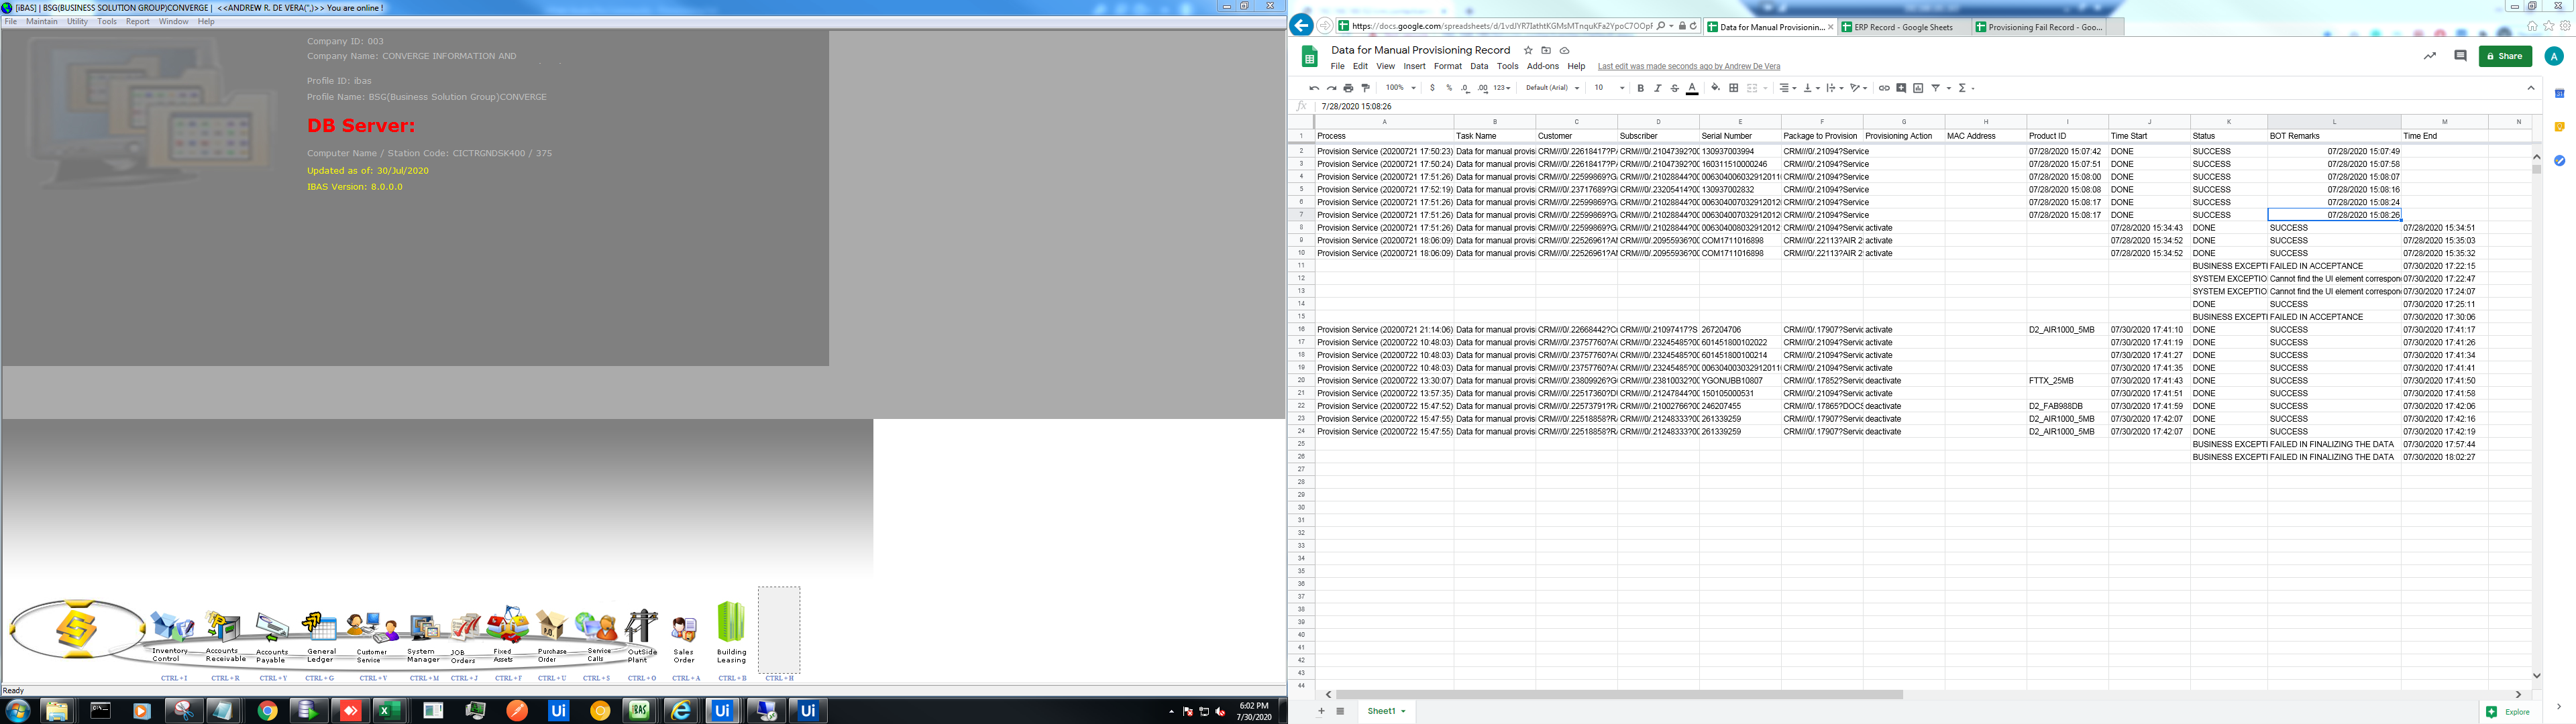 [iBAS] | BSG(BUSINESS SOLUTION GROUP)CONVERGE | <<ANDREW R. DE VERA(",)>> You are online !
File Maintain Utility Tools Report Window Help
Company ID: 003
Company Name: CONVERGE INFORMATION AND
Profile ID: ibas
Profile Name: BSG(Business Solution Group)CONVERGE
DB Server:
Computer Name / Station Code: CICTRGNDSK400 / 375
Updated as of: 30/Jul/2020
IBAS Version: 8.0.0.0
Inventory Control Accounts Receivable Accounts Payable General Ledger Customer Service System Manager JOB Orders Fixed Assets Purchase Order Service Calls OutSide Plant Sales Order Building Leasing
CTRL+I CTRL+R CTRL+Y CTRL+G CTRL+V CTRL+M CTRL+J CTRL+F CTRL+U CTRL+S CTRL+O CTRL+A CTRL+B CTRL+H
Ready
6:02 PM
7/30/2020
Data for Manual Provisionin... ERP Record - Google Sheets Provisioning Fail Record - Goo...
Data for Manual Provisioning Record
Share
A
File Edit View Insert Format Data Tools Add-ons Help Last edit was made seconds ago by Andrew De Vera
100% $ % .0 .00 123 Default (Arial) 10 B I S A
fx 7/28/2020 15:08:26
A B C D E F G H I J K L M N
1 Process Task Name Customer Subscriber Serial Number Package to Provision Provisioning Action MAC Address Product ID Time Start Status BOT Remarks Time End
2 Provision Service (20200721 17:50:23) Data for manual provis CRM///0/.22618417?P CRM///0/.21047392?0 130937003994 CRM///0/.21094?Service 07/28/2020 15:07:42 DONE SUCCESS 07/28/2020 15:07:49
3 Provision Service (20200721 17:50:24) Data for manual provis CRM///0/.22618417?P CRM///0/.21047392?0 160311510000246 CRM///0/.21094?Service 07/28/2020 15:07:51 DONE SUCCESS 07/28/2020 15:07:58
4 Provision Service (20200721 17:51:26) Data for manual provis CRM///0/.22599869?G CRM///0/.21028844?0 CRM///0/.21094?Service 07/28/2020 15:08:00 DONE SUCCESS 07/28/2020 15:08:07
5 Provision Service (20200721 17:52:19) Data for manual provis CRM///0/.23717689? CRM///0/.23205414?0 130937002832 CRM///0/.21094?Service 07/28/2020 15:08:08 DONE SUCCESS 07/28/2020 15:08:16
6 Provision Service (20200721 17:51:26) Data for manual provis CRM///0/.22599869?G CRM///0/.21028844?0 CRM///0/.21094?Service 07/28/2020 15:08:17 DONE SUCCESS 07/28/2020 15:08:24
7 Provision Service (20200721 17:51:26) Data for manual provis CRM///0/.22599869?G CRM///0/.21028844?0 CRM///0/.21094?Service 07/28/2020 15:08:17 DONE SUCCESS 07/28/2020 15:08:26
8 Provision Service (20200721 17:51:26) Data for manual provis CRM///0/.22599869?G CRM///0/.21028844?0 CRM///0/.21094?Servic activate 07/28/2020 15:34:43 DONE SUCCESS 07/28/2020 15:34:51
9 Provision Service (20200721 18:06:09) Data for manual provis CRM///0/.22526961?A CRM///0/.20955936?0 COM1711016898 CRM///0/.22113?AIR 2 activate 07/28/2020 15:34:52 DONE SUCCESS 07/28/2020 15:35:03
10 Provision Service (20200721 18:06:09) Data for manual provis CRM///0/.22526961?A CRM///0/.20955936?0 COM1711016898 CRM///0/.22113?AIR 2 activate 07/28/2020 15:34:52 DONE SUCCESS 07/28/2020 15:35:32
11 BUSINESS EXCEPTI FAILED IN ACCEPTANCE 07/30/2020 17:22:15
12 SYSTEM EXCEPTIO Cannot find the UI element correspon 07/30/2020 17:22:47
13 SYSTEM EXCEPTIO Cannot find the UI element correspon 07/30/2020 17:24:07
14 DONE SUCCESS 07/30/2020 17:25:11
15 BUSINESS EXCEPTI FAILED IN ACCEPTANCE 07/30/2020 17:30:06
16 Provision Service (20200721 21:14:06) Data for manual provis CRM///0/.22668442?C CRM///0/.21097417?S 267204706 CRM///0/.17907?Servic activate D2_AIR1000_5MB 07/30/2020 17:41:10 DONE SUCCESS 07/30/2020 17:41:17
17 Provision Service (20200722 10:48:03) Data for manual provis CRM///0/.23757760?A CRM///0/.23245485?0 601451800102022 CRM///0/.21094?Servic activate 07/30/2020 17:41:19 DONE SUCCESS 07/30/2020 17:41:26
18 Provision Service (20200722 10:48:03) Data for manual provis CRM///0/.23757760?A CRM///0/.23245485?0 601451800100214 CRM///0/.21094?Servic activate 07/30/2020 17:41:27 DONE SUCCESS 07/30/2020 17:41:34
19 Provision Service (20200722 10:48:03) Data for manual provis CRM///0/.23757760?A CRM///0/.23245485?0 CRM///0/.21094?Servic activate 07/30/2020 17:41:35 DONE SUCCESS 07/30/2020 17:41:41
20 Provision Service (20200722 13:30:07) Data for manual provis CRM///0/.23809926?G CRM///0/.23810032?0 YGONUBB10807 CRM///0/.17852?Servic deactivate FTTX_25MB 07/30/2020 17:41:43 DONE SUCCESS 07/30/2020 17:41:50
21 Provision Service (20200722 13:57:35) Data for manual provis CRM///0/.22517360?D CRM///0/.21247844?0 150105000531 CRM///0/.21094?Servic activate 07/30/2020 17:41:51 DONE SUCCESS 07/30/2020 17:41:58
22 Provision Service (20200722 15:47:52) Data for manual provis CRM///0/.22573791?R CRM///0/.21002766?0 246207455 CRM///0/.17865?DOCS deactivate D2_FAB988DB 07/30/2020 17:41:59 DONE SUCCESS 07/30/2020 17:42:06
23 Provision Service (20200722 15:47:55) Data for manual provis CRM///0/.22518858?R CRM///0/.21248333?0 261339259 CRM///0/.17907?Servic deactivate D2_AIR1000_5MB 07/30/2020 17:42:07 DONE SUCCESS 07/30/2020 17:42:16
24 Provision Service (20200722 15:47:55) Data for manual provis CRM///0/.22518858?R CRM///0/.21248333?0 261339259 CRM///0/.17907?Servic deactivate D2_AIR1000_5MB 07/30/2020 17:42:07 DONE SUCCESS 07/30/2020 17:42:19
25 BUSINESS EXCEPTI FAILED IN FINALIZING THE DATA 07/30/2020 17:57:44
26 BUSINESS EXCEPTI FAILED IN FINALIZING THE DATA 07/30/2020 18:02:27
27
28
29
30
31
32
33
34
35
36
37
38
39
40
41
42
43
44
Sheet1
Explore